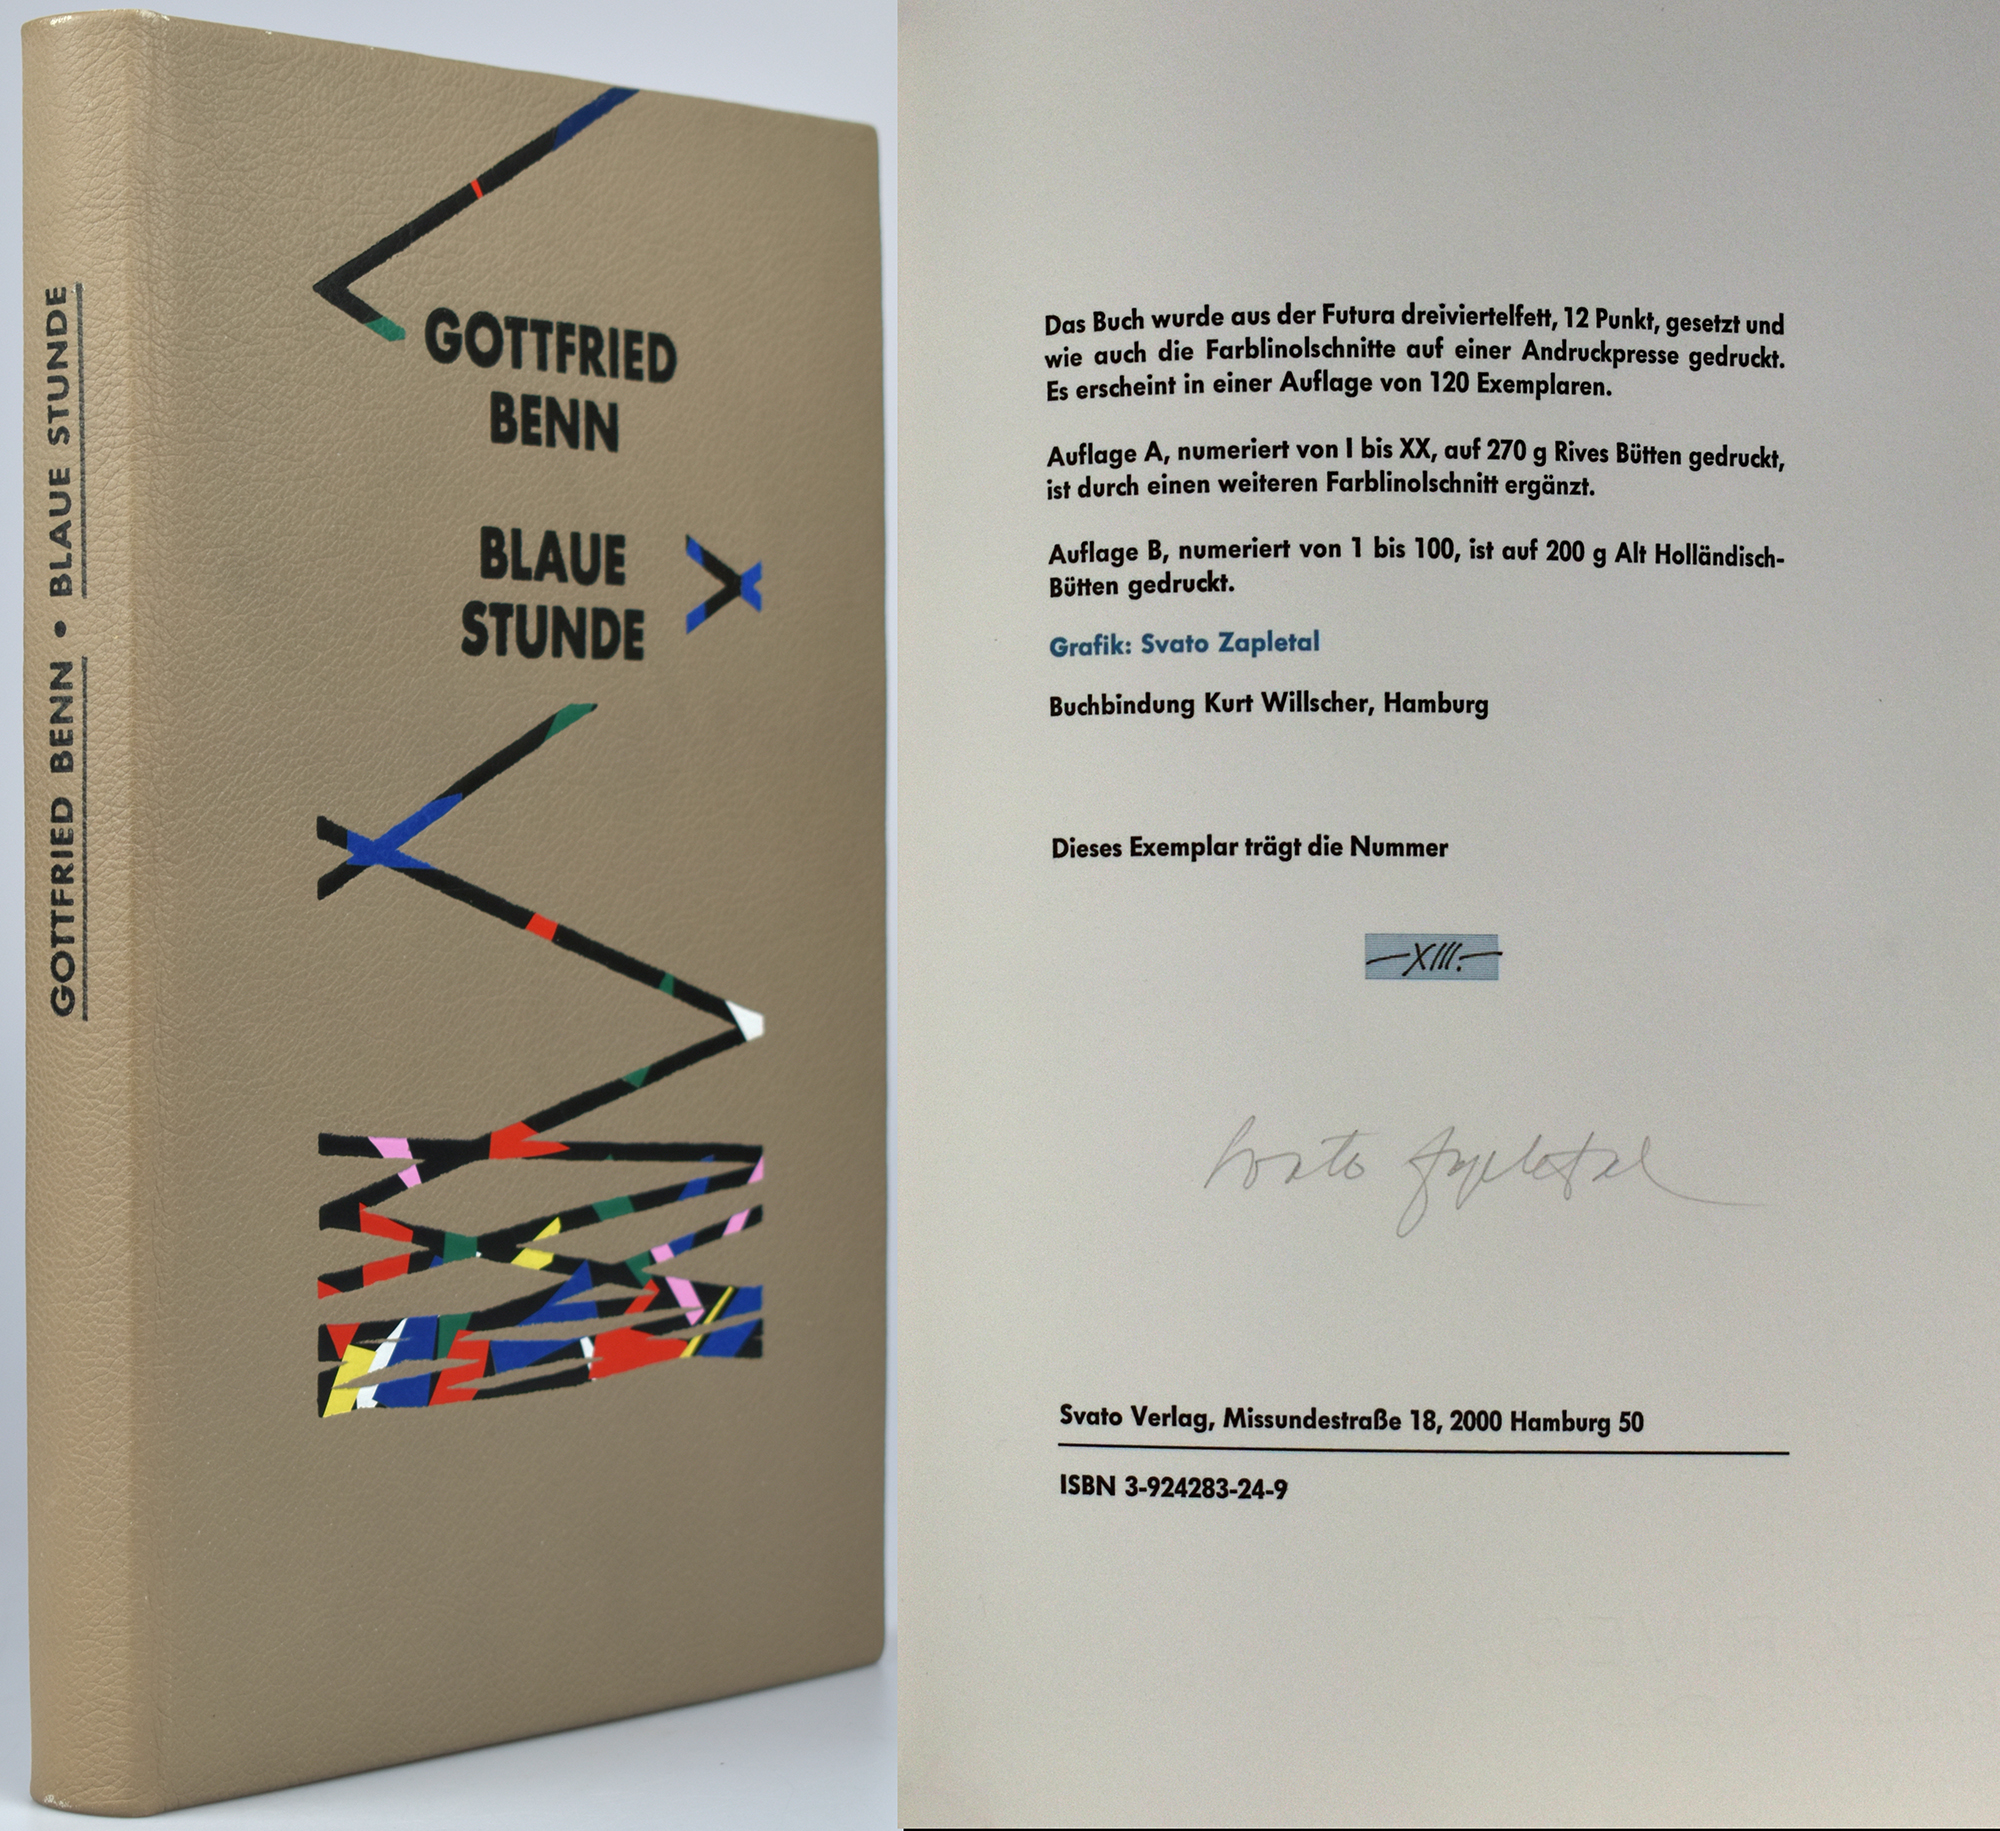 GOTTFRIED BENN • BLAUE STUNDE
GOTTFRIED
BENN
BLAUE
STUNDE
Das Buch wurde aus der Futura dreiviertelfett, 12 Punkt, gesetzt und
wie auch die Farblinolschnitte auf einer Andruckpresse gedruckt.
Es erscheint in einer Auflage von 120 Exemplaren.
Auflage A, numeriert von I bis XX, auf 270 g Rives Bütten gedruckt,
ist durch einen weiteren Farblinolschnitt ergänzt.
Auflage B, numeriert von 1 bis 100, ist auf 200 g Alt Holländisch-
Bütten gedruckt.
Grafik: Svato Zapletal
Buchbindung Kurt Willscher, Hamburg
Dieses Exemplar trägt die Nummer
—XIII.—
Svato Zapletal
Svato Verlag, Missundestraße 18, 2000 Hamburg 50
ISBN 3-924283-24-9